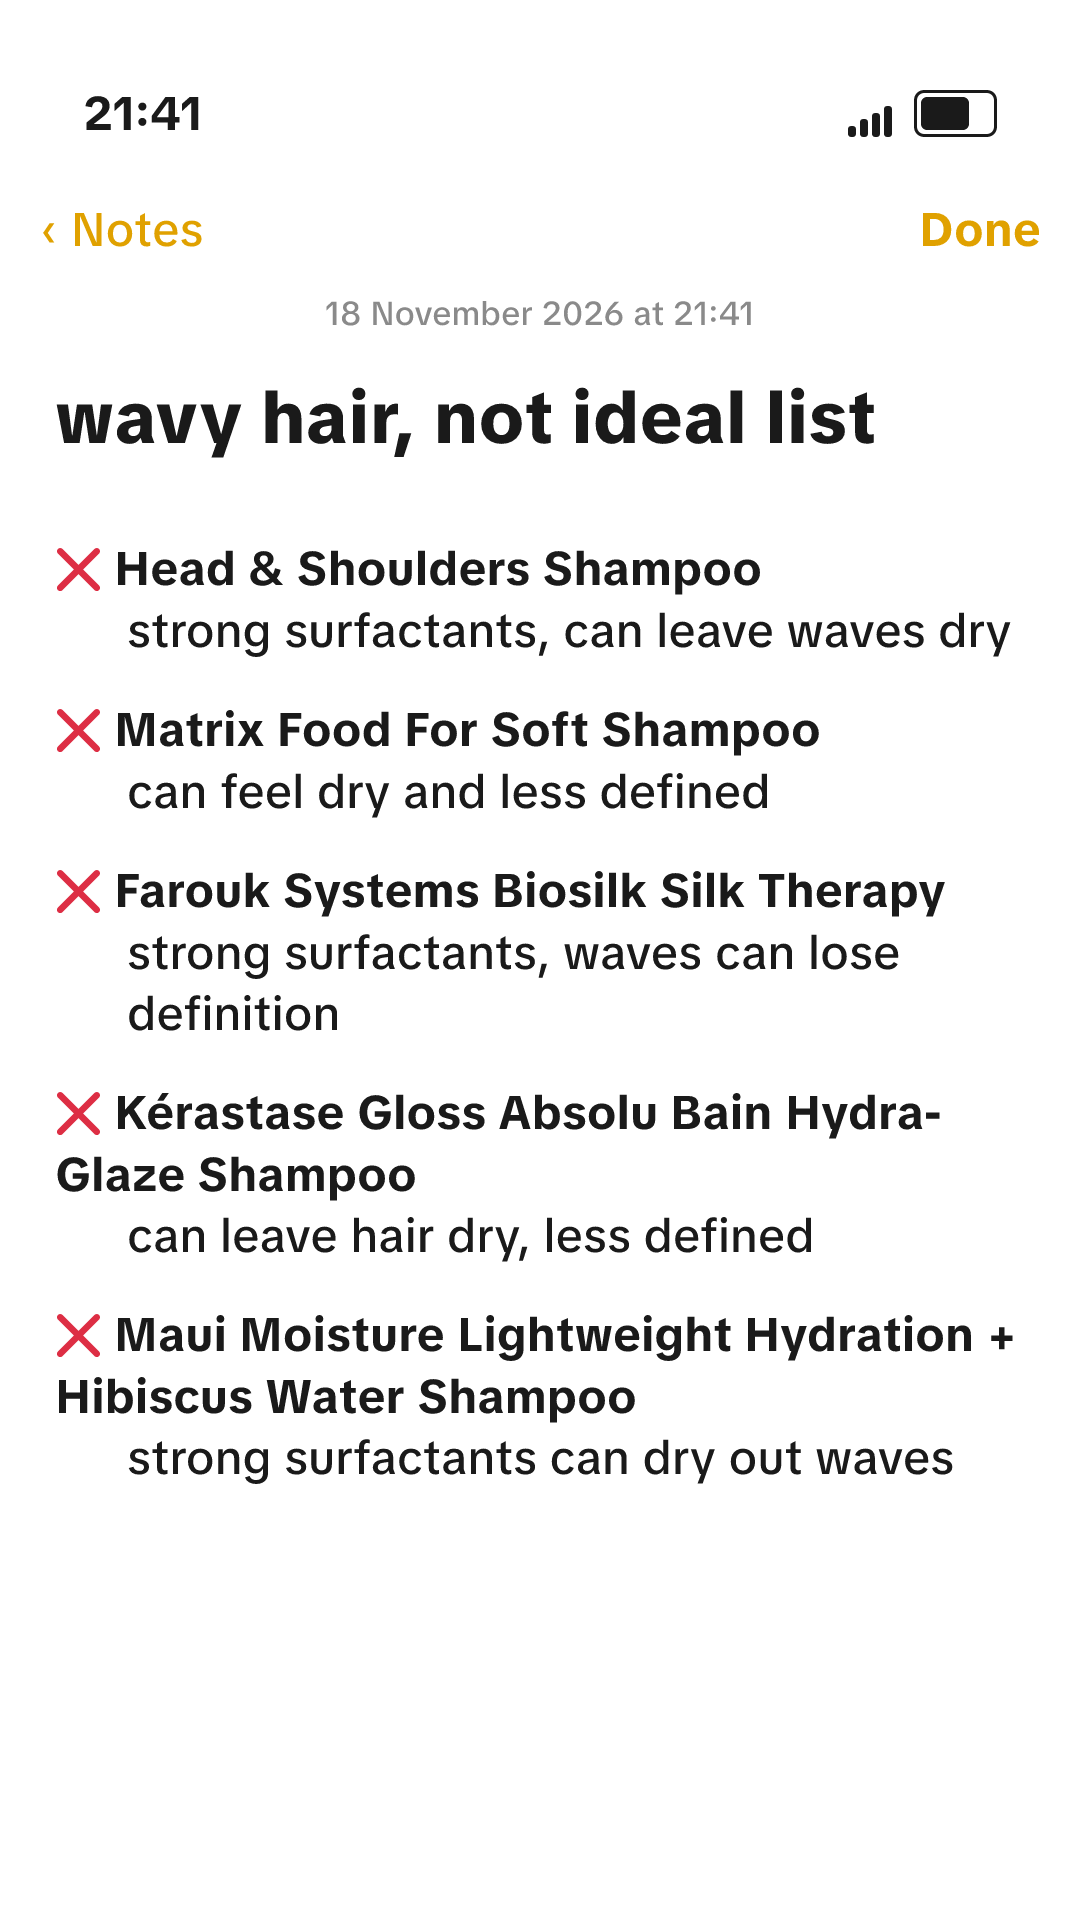 21:41
‹ Notes
Done
18 November 2026 at 21:41
wavy hair, not ideal list
❌ Head & Shoulders Shampoo
strong surfactants, can leave waves dry
❌ Matrix Food For Soft Shampoo
can feel dry and less defined
❌ Farouk Systems Biosilk Silk Therapy
strong surfactants, waves can lose
definition
❌ Kérastase Gloss Absolu Bain Hydra-
Glaze Shampoo
can leave hair dry, less defined
❌ Maui Moisture Lightweight Hydration +
Hibiscus Water Shampoo
strong surfactants can dry out waves